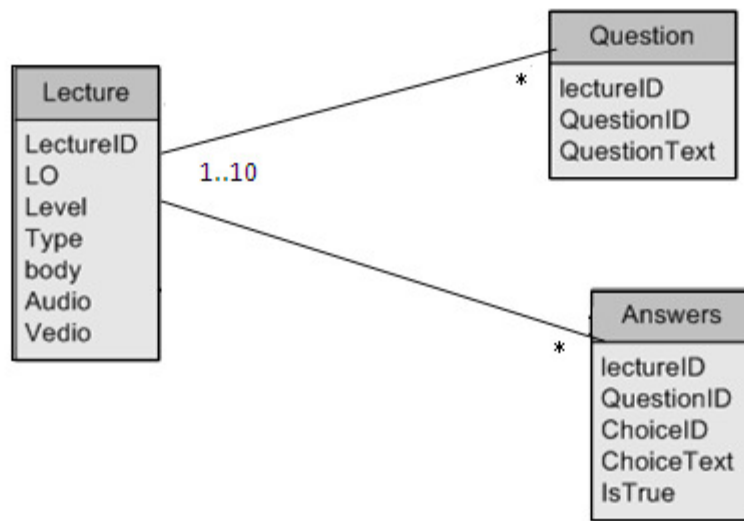 Lecture
LectureID
LO
Level
Type
body
Audio
Vedio
1..10
*
Question
lectureID
QuestionID
QuestionText
*
Answers
lectureID
QuestionID
ChoiceID
ChoiceText
IsTrue